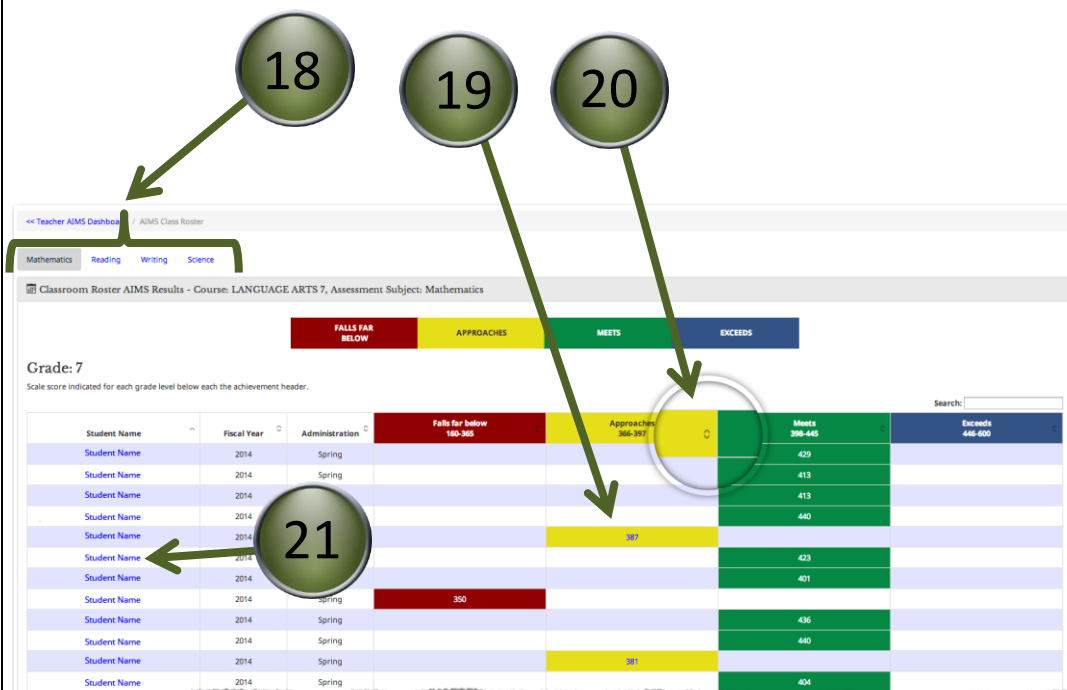 18
19
20
<< Teacher AIMS Dashboa / AIMS Class Roster
Mathematics Reading Writing Science
Classroom Roster AIMS Results - Course: LANGUAGE ARTS 7, Assessment Subject: Mathematics
FALLS FAR BELOW APPROACHES MEETS EXCEEDS
Grade: 7
Scale score indicated for each grade level below each the achievement header.
Search:
Student Name Fiscal Year Administration Falls far below 160-365 Approaches 366-397 Meets 398-445 Exceeds 446-600
Student Name 2014 Spring 429
Student Name 2014 Spring 413
Student Name 2014 413
Student Name 2014 440
Student Name 2014 387
21
Student Name 2014 423
Student Name 2014 401
Student Name 2014 Spring 350
Student Name 2014 Spring 436
Student Name 2014 Spring 440
Student Name 2014 Spring 381
Student Name 2014 Spring 404